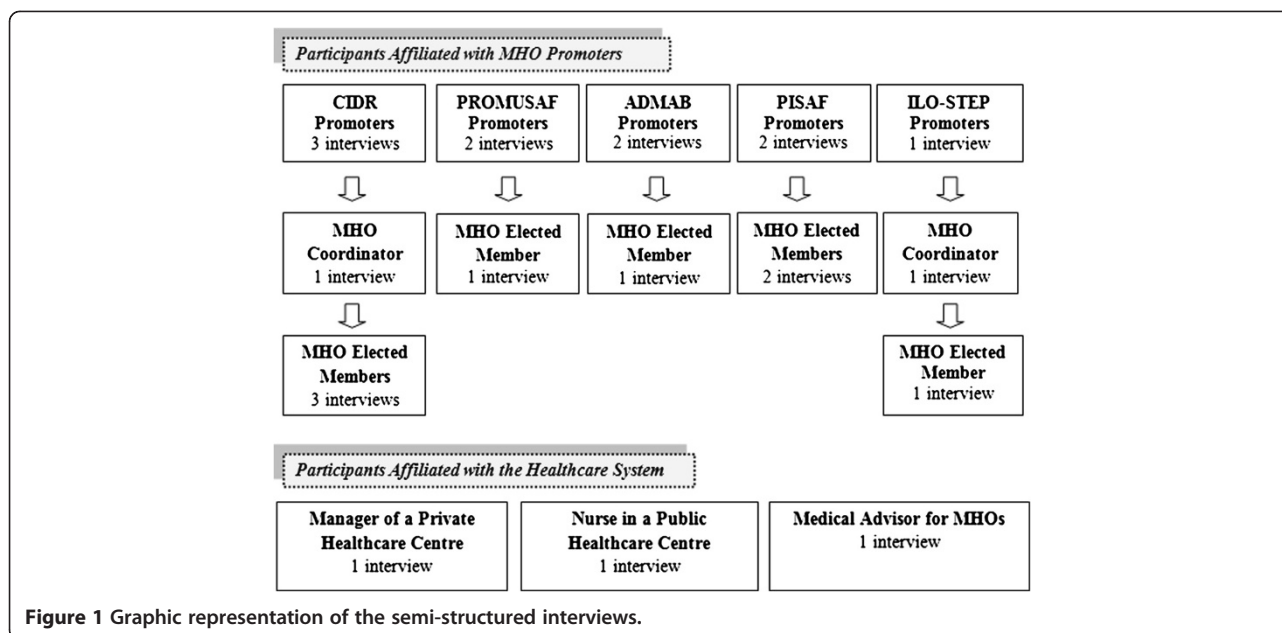 Participants Affiliated with MHO Promoters
CIDR
Promoters
3 interviews
PROMUSAF
Promoters
2 interviews
ADMAB
Promoters
2 interviews
PISAF
Promoters
2 interviews
ILO-STEP
Promoters
1 interview
MHO
Coordinator
1 interview
MHO Elected
Member
1 interview
MHO Elected
Member
1 interview
MHO Elected
Members
2 interviews
MHO
Coordinator
1 interview
MHO Elected
Members
3 interviews
MHO Elected
Member
1 interview
Participants Affiliated with the Healthcare System
Manager of a Private
Healthcare Centre
1 interview
Nurse in a Public
Healthcare Centre
1 interview
Medical Advisor for MHOs
1 interview
Figure 1 Graphic representation of the semi-structured interviews.